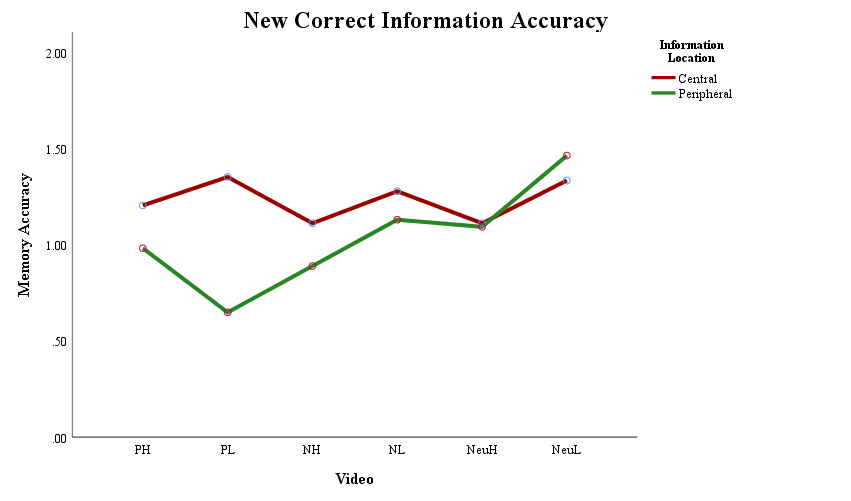 New Correct Information Accuracy
Information
Location
Central
Peripheral
Memory Accuracy
2.00
1.50
1.00
.50
.00
PH PL NH NL NeuH NeuL
Video